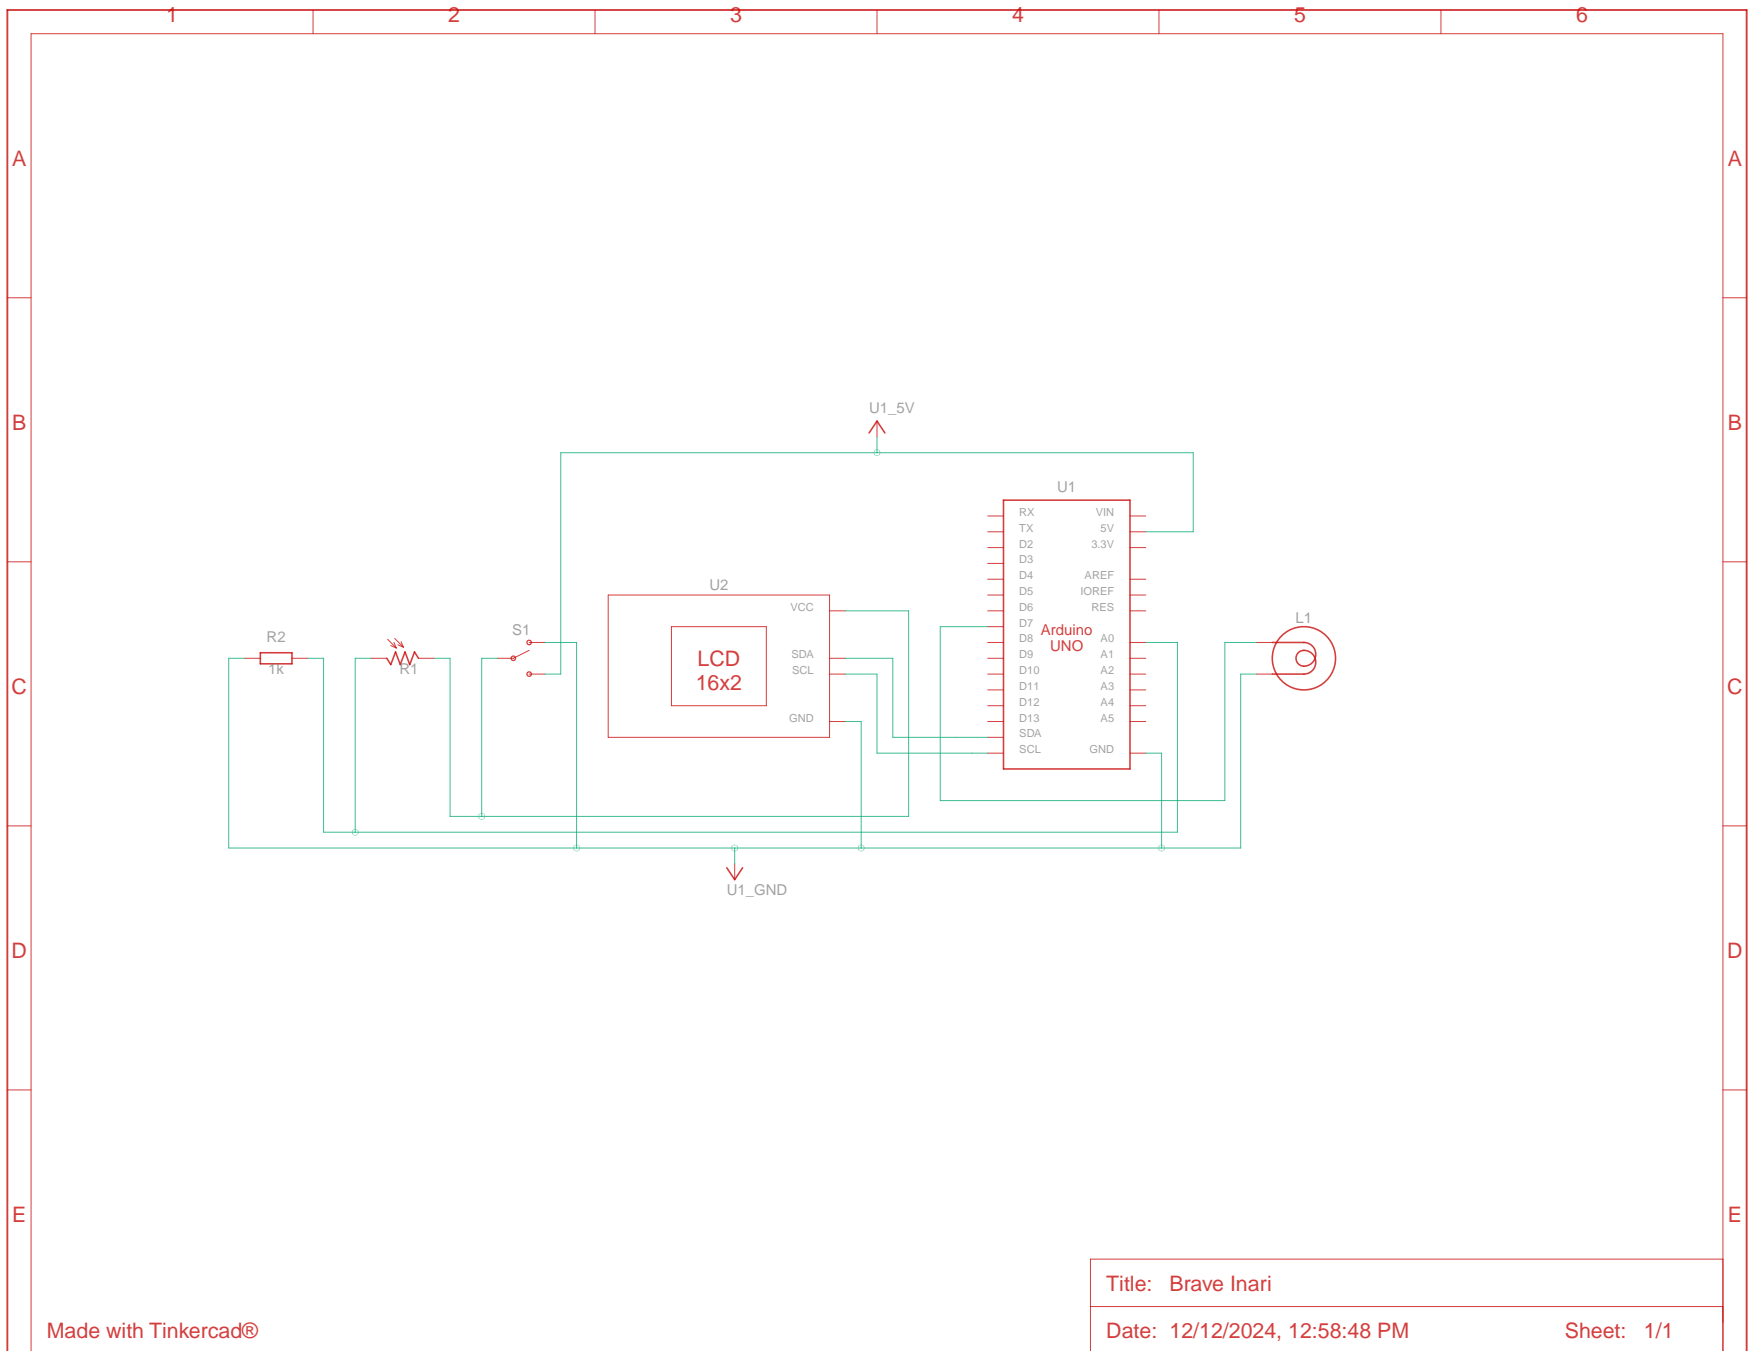 1 2 3 4 5 6
A A
U1_5V
B B
U1
RX VIN
TX 5V
D2 3.3V
D3
D4 AREF
D5 IOREF
D6 RES
D7
Arduino
D8 A0
UNO
D9 A1
D10 A2
D11 A3
D12 A4
D13 A5
SDA
SCL GND
U2
VCC
LCD
16x2
SDA
SCL
GND
S1
R2
1k
R1
L1
C C
U1_GND
D D
E E
Title: Brave Inari
Made with Tinkercad®
Date: 12/12/2024, 12:58:48 PM Sheet: 1/1